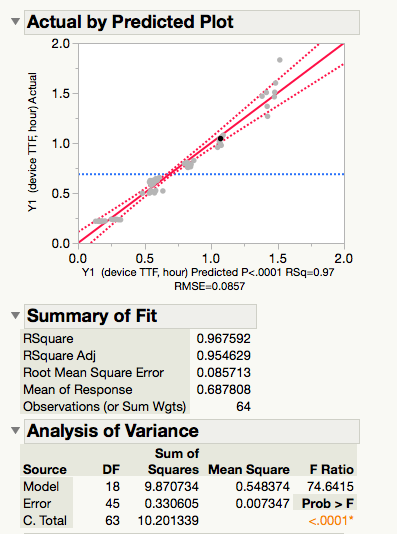 Actual by Predicted Plot
2.0
1.5
1.0
0.5
0.0
Y1 (device TTF, hour) Actual
0.0 0.5 1.0 1.5 2.0
Y1 (device TTF, hour) Predicted P<.0001 RSq=0.97
RMSE=0.0857
Summary of Fit
RSquare 0.967592
RSquare Adj 0.954629
Root Mean Square Error 0.085713
Mean of Response 0.687808
Observations (or Sum Wgts) 64
Analysis of Variance
Sum of
Source DF Squares Mean Square F Ratio
Model 18 9.870734 0.548374 74.6415
Error 45 0.330605 0.007347 Prob > F
C. Total 63 10.201339 <.0001*